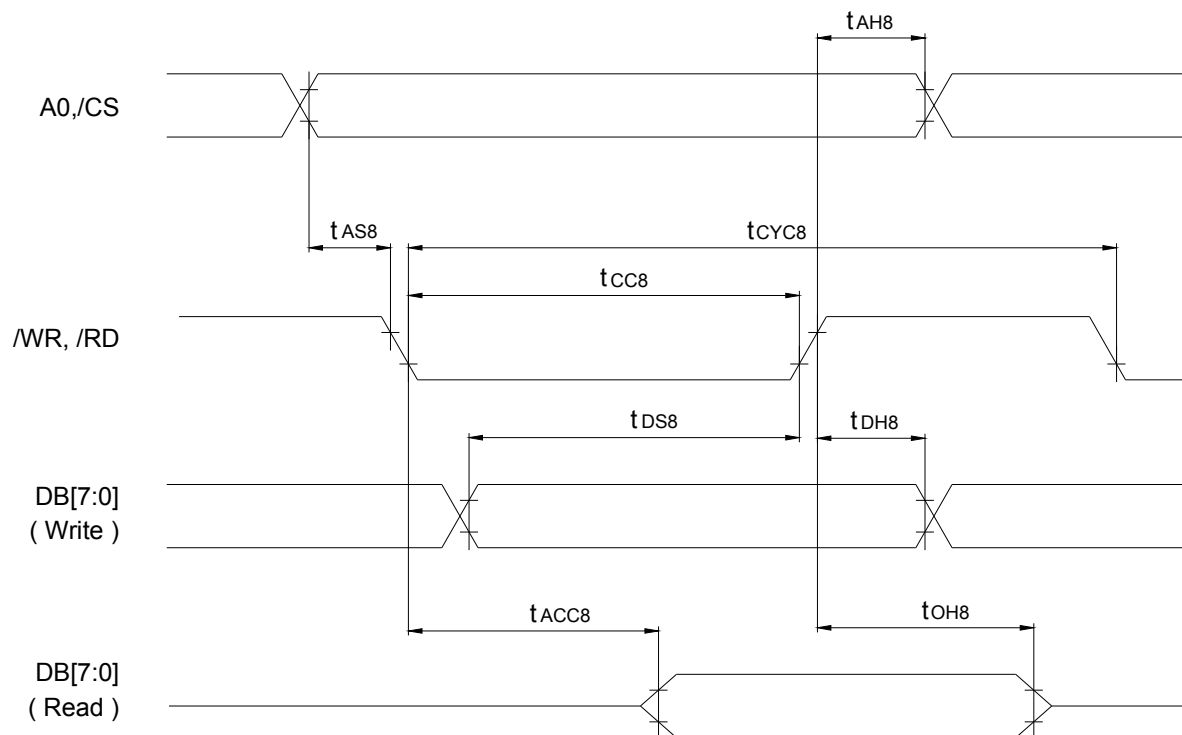 tAH8
A0,/CS
tAS8
tCYC8
tCC8
/WR, /RD
tDS8
tDH8
DB[7:0]
( Write )
tACC8
tOH8
DB[7:0]
( Read )